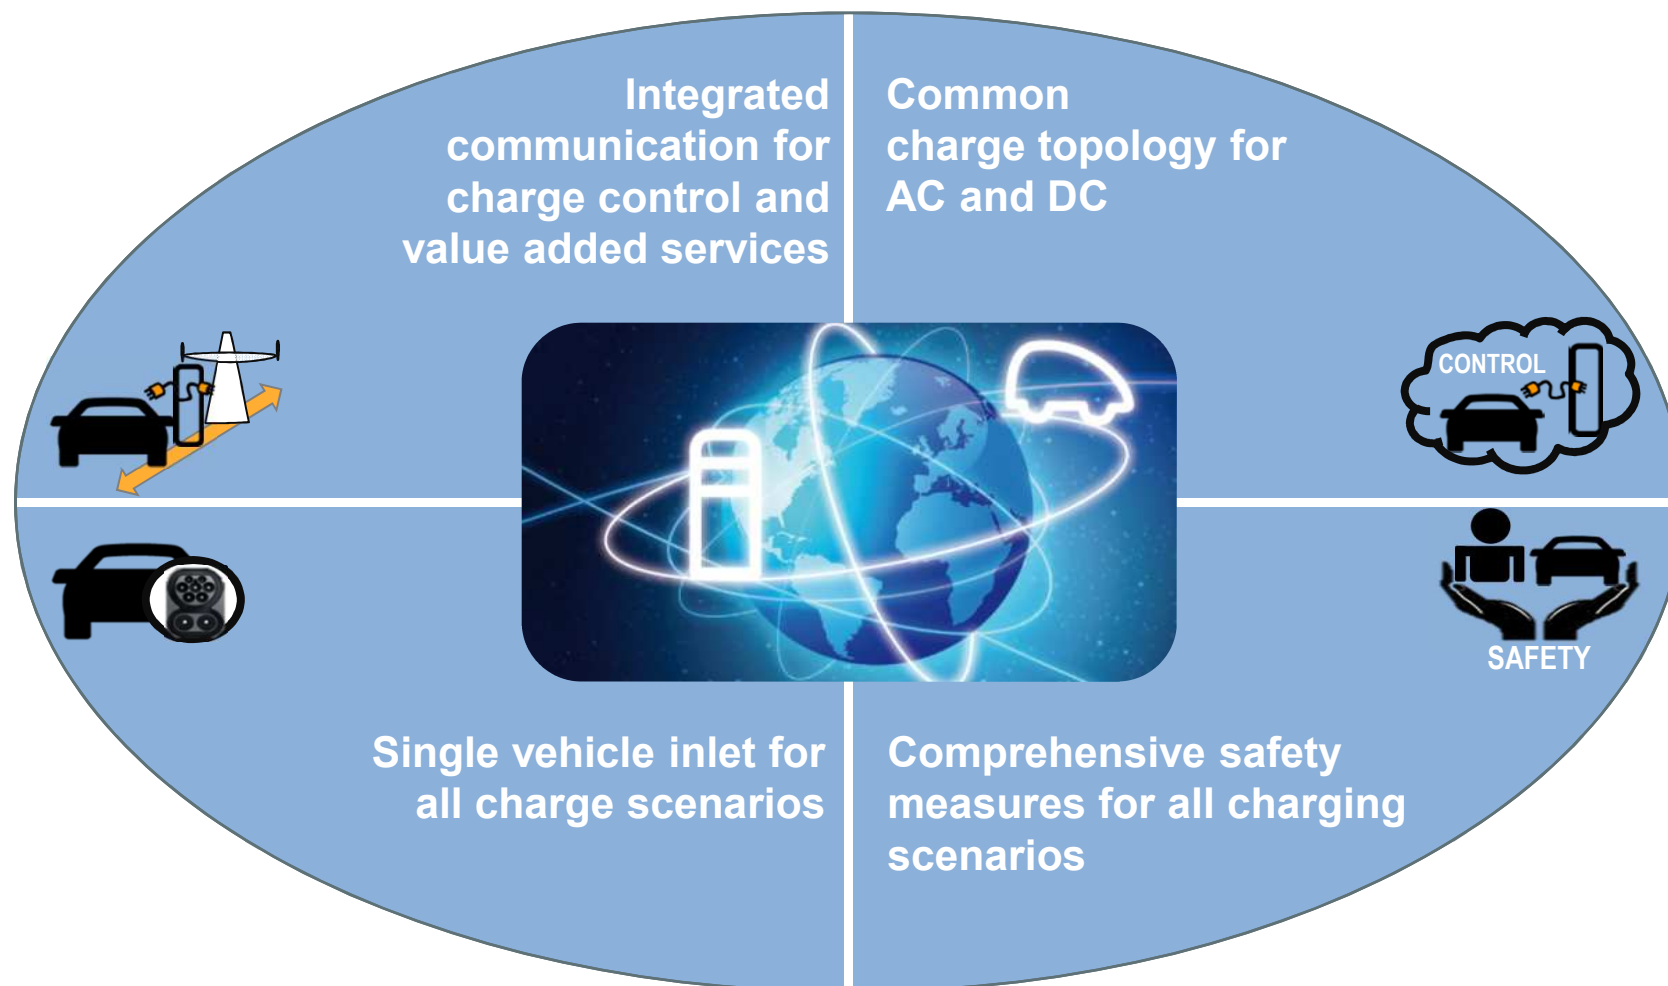 Integrated
communication for
charge control and
value added services
Common
charge topology for
AC and DC
CONTROL
SAFETY
Single vehicle inlet for
all charge scenarios
Comprehensive safety
measures for all charging
scenarios